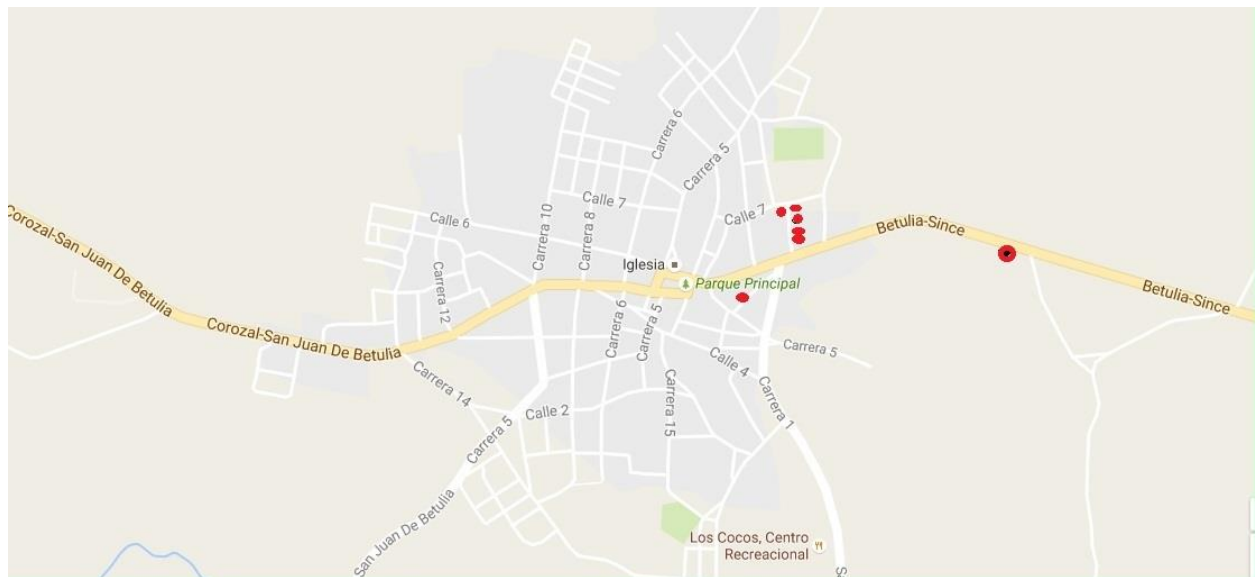 Carrera 6
Carrera 5
Calle 7
Calle 7
Calle 6
Carrera 10
Carrera 8
Corozal-San Juan De Betulia
Betulia-Since
Iglesia
Parque Principal
Betulia-Since
Carrera 12
Corozal-San Juan De Betulia
Carrera 6
Carrera 5
Carrera 5
Calle 4
Carrera 14
Carrera 1
Calle 2
Carrera 15
Carrera 5
San Juan De Betulia
Los Cocos, Centro
Recreacional